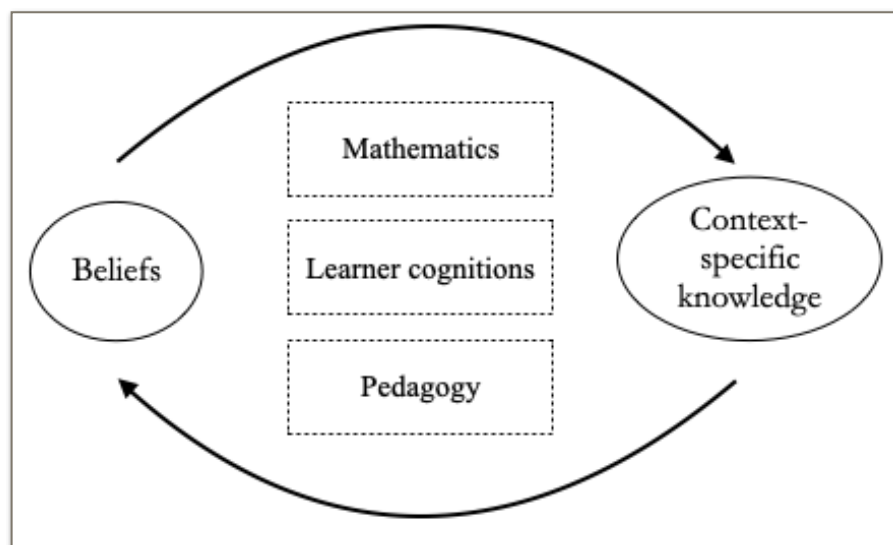 Mathematics
Beliefs
Learner cognitions
Context-
specific
knowledge
Pedagogy